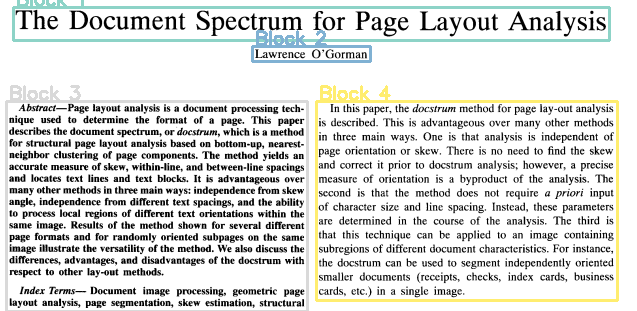 Block 1
The Document Spectrum for Page Layout Analysis
Block 2
Lawrence O'Gorman
Block 3
Abstract—Page layout analysis is a document processing tech-
nique used to determine the format of a page. This paper
describes the document spectrum, or docstrum, which is a method
for structural page layout analysis based on bottom-up, nearest-
neighbor clustering of page components. The method yields an
accurate measure of skew, within-line, and between-line spacings
and locates text lines and text blocks. It is advantageous over
many other methods in three main ways: independence from skew
angle, independence from different text spacings, and the ability
to process local regions of different text orientations within the
same image. Results of the method shown for several different
page formats and for randomly oriented subpages on the same
image illustrate the versatility of the method. We also discuss the
differences, advantages, and disadvantages of the docstrum with
respect to other lay-out methods.
Index Terms— Document image processing, geometric page
layout analysis, page segmentation, skew estimation, structural
Block 4
In this paper, the docstrum method for page lay-out analysis
is described. This is advantageous over many other methods
in three main ways. One is that analysis is independent of
page orientation or skew. There is no need to find the skew
and correct it prior to docstrum analysis; however, a precise
measure of orientation is a byproduct of the analysis. The
second is that the method does not require a priori input
of character size and line spacing. Instead, these parameters
are determined in the course of the analysis. The third is
that this technique can be applied to an image containing
subregions of different document characteristics. For instance,
the docstrum can be used to segment independently oriented
smaller documents (receipts, checks, index cards, business
cards, etc.) in a single image.